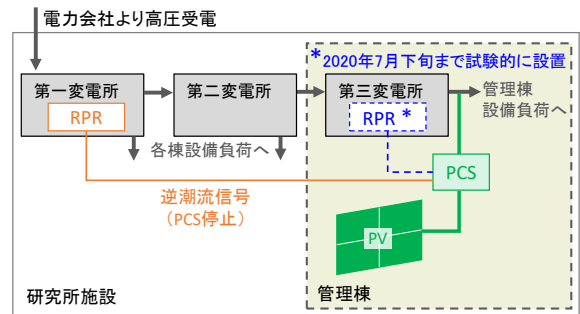 電力会社より高圧受電
*2020年7月下旬まで試験的に設置
第一変電所
RPR
第二変電所
第三変電所
RPR *
管理棟
設備負荷へ
各棟設備負荷へ
逆潮流信号
(PCS停止)
PCS
PV
研究所施設
管理棟